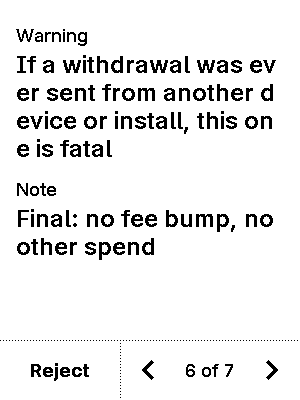 Warning
If a withdrawal was ev
er sent from another d
evice or install, this on
e is fatal
Note
Final: no fee bump, no
other spend
Reject
6 of 7